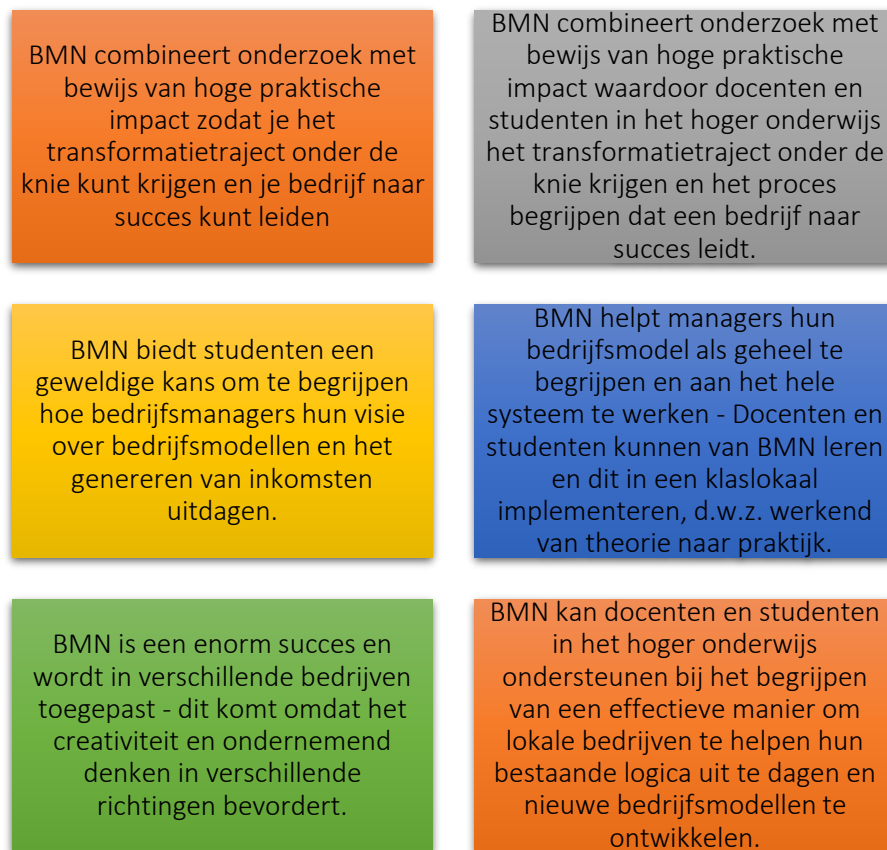 BMN combineert onderzoek met
bewijs van hoge praktische
impact zodat je het
transformatietraject onder de
knie kunt krijgen en je bedrijf naar
succes kunt leiden
BMN combineert onderzoek met
bewijs van hoge praktische
impact waardoor docenten en
studenten in het hoger onderwijs
het transformatietraject onder de
knie krijgen en het proces
begrijpen dat een bedrijf naar
succes leidt.
BMN biedt studenten een
geweldige kans om te begrijpen
hoe bedrijfsmanagers hun visie
over bedrijfsmodellen en het
genereren van inkomsten
uitdagen.
BMN helpt managers hun
bedrijfsmodel als geheel te
begrijpen en aan het hele
systeem te werken - Docenten en
studenten kunnen van BMN leren
en dit in een klaslokaal
implementeren, d.w.z. werkend
van theorie naar praktijk.
BMN is een enorm succes en
wordt in verschillende bedrijven
toegepast - dit komt omdat het
creativiteit en ondernemend
denken in verschillende
richtingen bevordert.
BMN kan docenten en studenten
in het hoger onderwijs
ondersteunen bij het begrijpen
van een effectieve manier om
lokale bedrijven te helpen hun
bestaande logica uit te dagen en
nieuwe bedrijfsmodellen te
ontwikkelen.